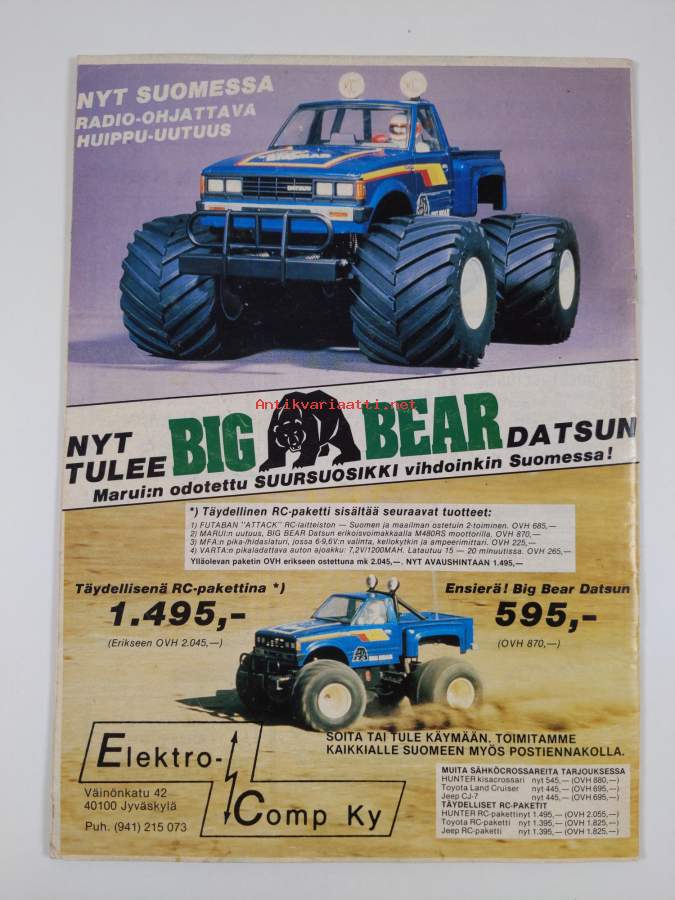 NYT SUOMESSA
RADIO-OHJATTAVA
HUIPPU-UUTUUS
KC KC
DATSUN
BIG BEAR
Antikvariaatti.net
NYT TULEE BIG BEAR DATSUN
Marui:n odotettu SUURSUOSIKKI vihdoinkin Suomessa!
*) Täydellinen RC-paketti sisältää seuraavat tuotteet:
1) FUTABAN "ATTACK" RC-laitteiston — Suomen ja maailman ostetuin 2-toiminen. OVH 685,—
2) MARUI:n uutuus, BIG BEAR Datsun erikoisvoimakkaalla M480RS moottorilla, OVH 870,—
3) MFA:n pika-lhidaslaturi, jossa 6-9,6V:n valinta, kellokytkin ja ampeerimittari. OVH 225,—
4) VARTA:n pikaladattava auton ajoakku: 7,2V/1200MAH. Latautuu 15 — 20 minuutissa. OVH 265,—
Ylläolevan paketin OVH erikseen ostettuna mk 2.045,—. NYT AVAUSHINTAAN 1.495,—
Täydellisenä RC-pakettina *)
1.495,-
(Erikseen OVH 2.045,—)
Ensierä! Big Bear Datsun
595,-
(OVH 870,—)
BIG BEAR
SOITA TAI TULE KÄYMÄÄN. TOIMITAMME
KAIKKIALLE SUOMEEN MYÖS POSTIENNAKOLLA.
Elektro-
Comp Ky
Väinönkatu 42
40100 Jyväskylä
Puh. (941) 215 073
MUITA SÄHKÖCROSSAREITA TARJOUKSESSA
HUNTER kisacrossari nyt 545,— (OVH 880,—)
Toyota Land Cruiser nyt 445,— (OVH 695,—)
Jeep CJ-7 nyt 445,— (OVH 695,—)
TÄYDELLISET RC-PAKETIT
HUNTER RC-paketti nyt 1.495,— (OVH 2.055,—)
Toyota RC-paketti nyt 1.395,— (OVH 1.825,—)
Jeep RC-paketti nyt 1.395,— (OVH 1.825,—)